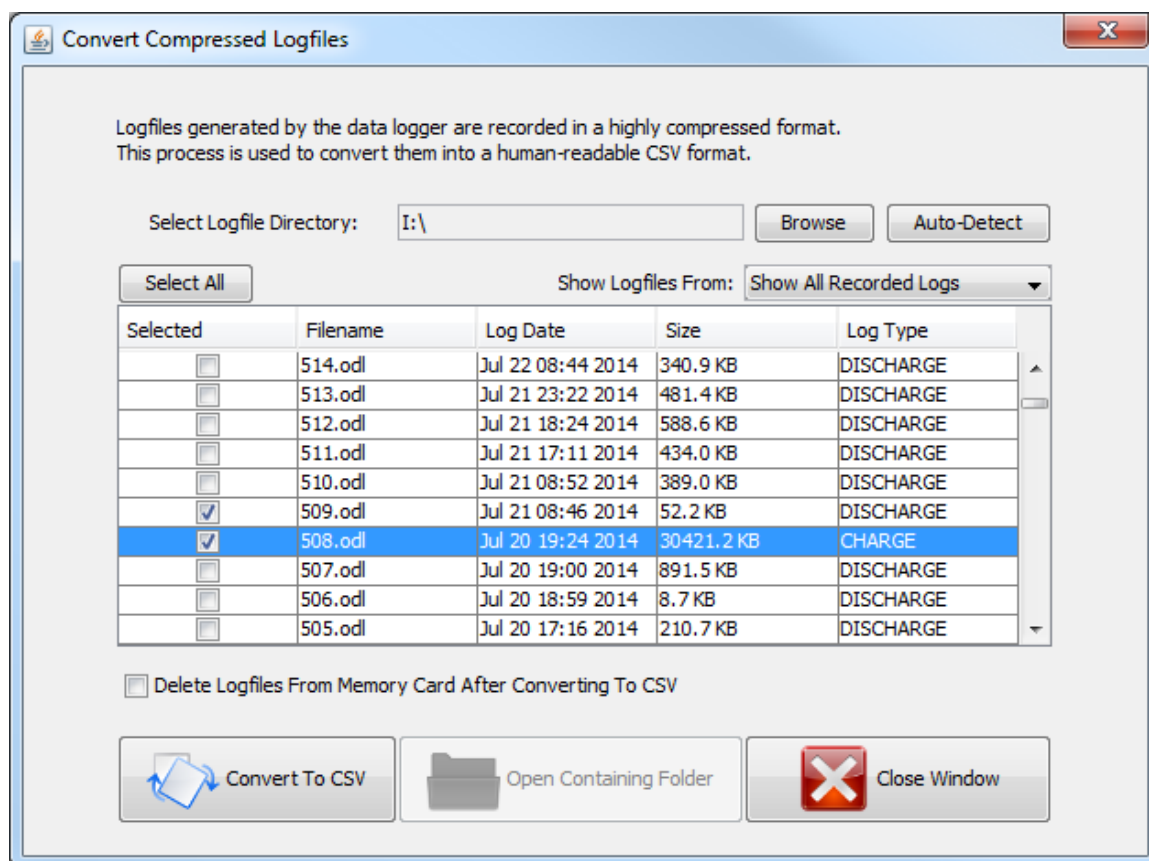 Convert Compressed Logfiles
Logfiles generated by the data logger are recorded in a highly compressed format.
This process is used to convert them into a human-readable CSV format.
Select Logfile Directory: I:\ Browse Auto-Detect
Select All Show Logfiles From: Show All Recorded Logs
Selected Filename Log Date Size Log Type
514.odl Jul 22 08:44 2014 340.9 KB DISCHARGE
513.odl Jul 21 23:22 2014 481.4 KB DISCHARGE
512.odl Jul 21 18:24 2014 588.6 KB DISCHARGE
511.odl Jul 21 17:11 2014 434.0 KB DISCHARGE
510.odl Jul 21 08:52 2014 389.0 KB DISCHARGE
509.odl Jul 21 08:46 2014 52.2 KB DISCHARGE
508.odl Jul 20 19:24 2014 30421.2 KB CHARGE
507.odl Jul 20 19:00 2014 891.5 KB DISCHARGE
506.odl Jul 20 18:59 2014 8.7 KB DISCHARGE
505.odl Jul 20 17:16 2014 210.7 KB DISCHARGE
Delete Logfiles From Memory Card After Converting To CSV
Convert To CSV Open Containing Folder Close Window